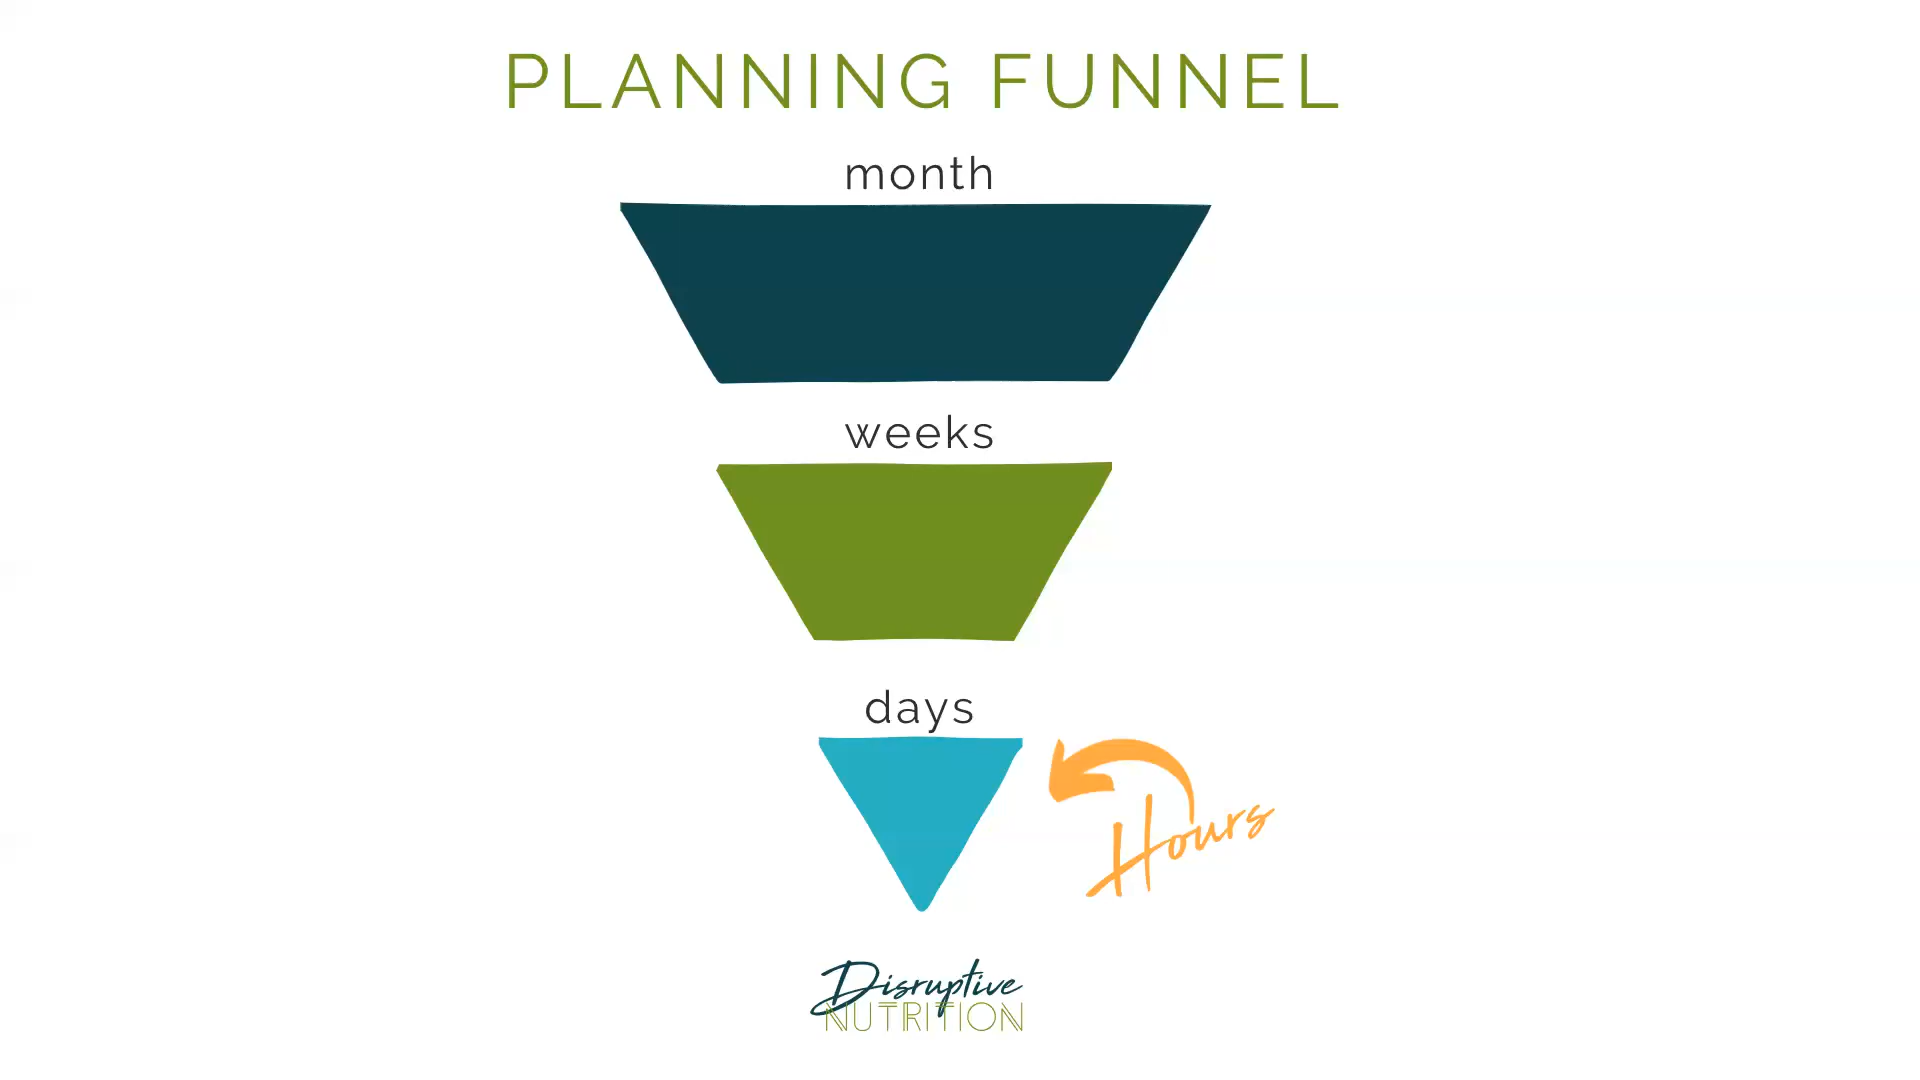 PLANNING FUNNEL
month
weeks
days
Hours
Disruptive
NUTRITION